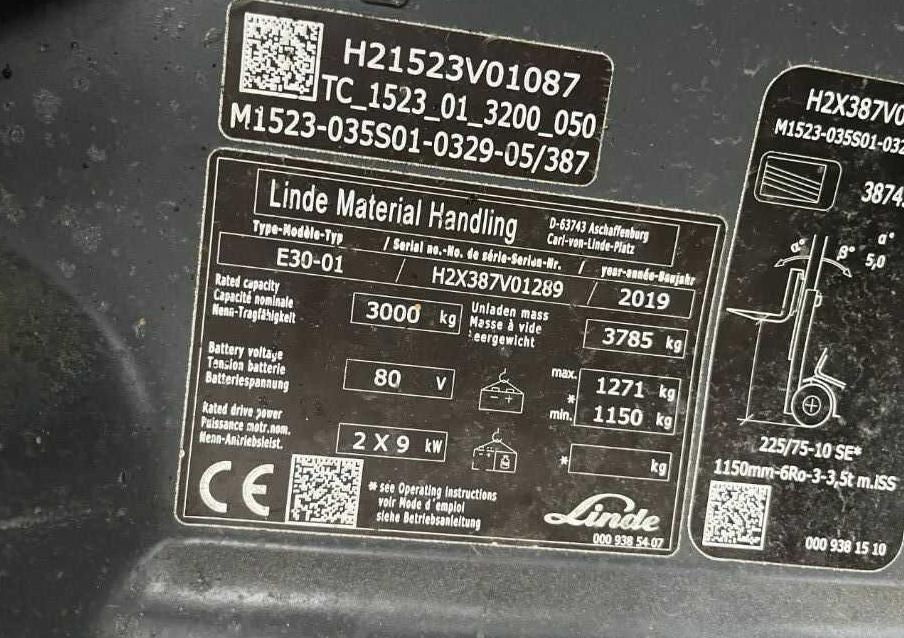 H21523V01087
TC_1523_01_3200_050
M1523-035S01-0329-05/387
Linde Material Handling
D-63743 Aschaffenburg
Carl-von-Linde-Platz
Type-Modèle-Typ / Serial no.-No. de série-Serien-Nr. / year-année-Baujahr
E30-01 / H2X387V01289 / 2019
Rated capacity
Capacité nominale
Nenn-Tragfähigkeit
3000 kg
Unladen mass
Masse à vide
eergewicht
3785 kg
Battery voltage
Tension batterie
Batteriespannung
80 V
max. 1271 kg
*
min. 1150 kg
Rated drive power
Puissance motr.nom.
Nenn-Antriebsleist.
2 X 9 kW
* kg
CE
* see Operating Instructions
voir Mode d'emploi
siehe Betriebsanleitung
Linde
000 938 54 07
H2X387V0
M1523-035S01-032
3874
α° β° α°
5,0
225/75-10 SE*
1150mm-6Ro-3-3,5t m.ISS
000 938 15 10